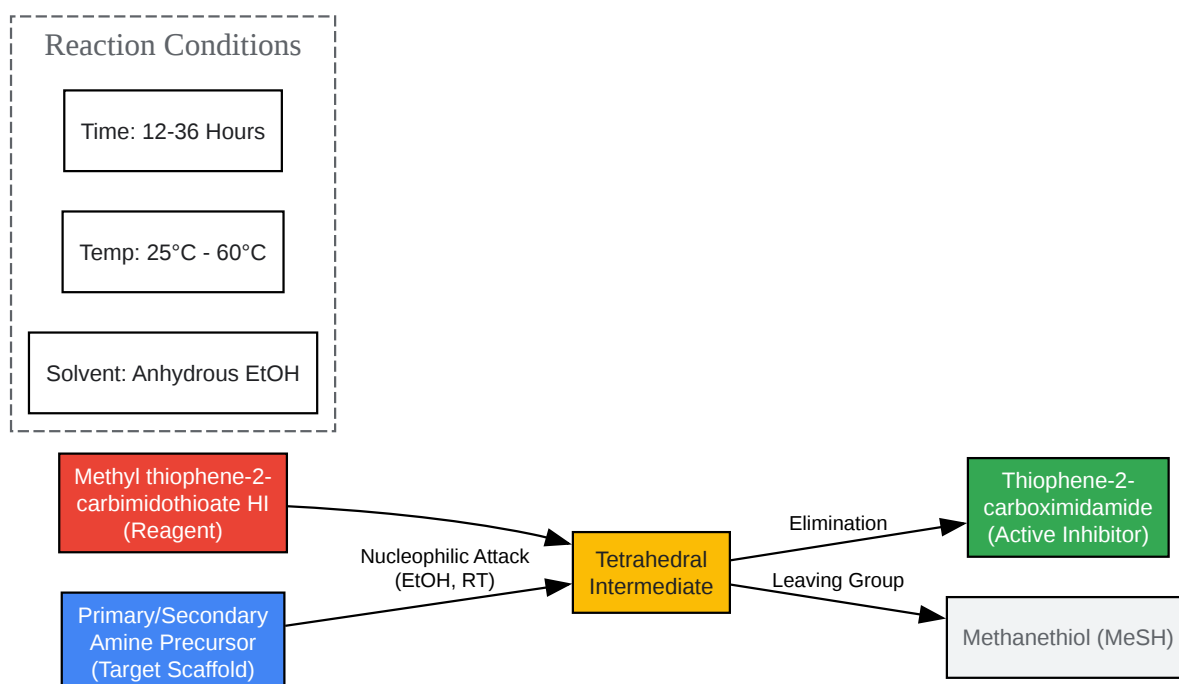 Reaction Conditions
Time: 12-36 Hours
Temp: 25°C - 60°C
Solvent: Anhydrous EtOH
Methyl thiophene-2-
carbimidothioate HI
(Reagent)
Nucleophilic Attack
(EtOH, RT)
Primary/Secondary
Amine Precursor
(Target Scaffold)
Tetrahedral
Intermediate
Elimination
Leaving Group
Thiophene-2-
carboximidamide
(Active Inhibitor)
Methanethiol (MeSH)